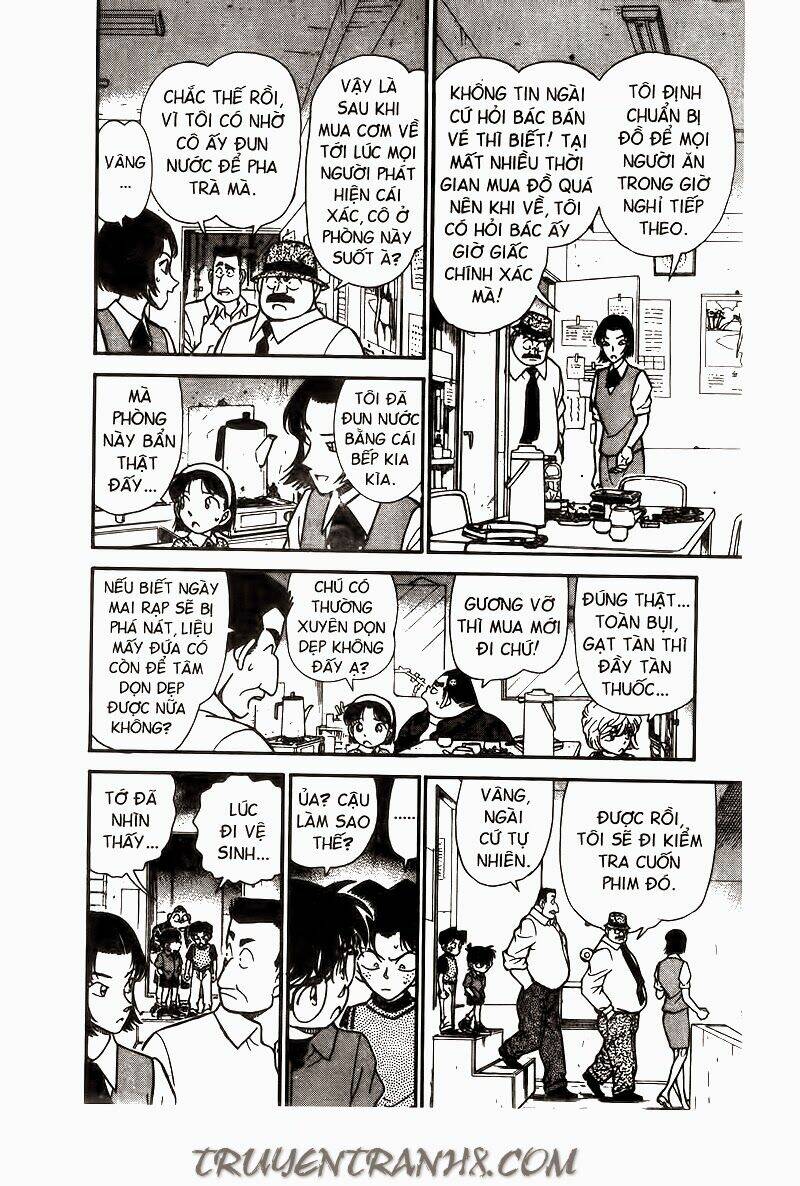 TÔI ĐỊNH
CHUẨN BỊ
ĐỒ ĐỂ MỌI
NGƯỜI ĂN
TRONG GIỜ
NGHỈ TIẾP
THEO.
KHÔNG TIN NGÀI
CỨ HỎI BÁC BÁN
VÉ THÌ BIẾT! TẠI
MẤT NHIỀU THỜI
GIAN MUA ĐỒ QUÁ
NÊN KHI VỀ, TÔI
CÓ HỎI BÁC ẤY
GIỜ GIẤC
CHÍNH XÁC
MÀ!
VẬY LÀ
SAU KHI
MUA CƠM VỀ
TỚI LÚC MỌI
NGƯỜI PHÁT
HIỆN CÁI
XÁC, CÔ Ở
PHÒNG NÀY
SUỐT À?
CHẮC THẾ RỒI,
VÌ TÔI CÓ NHỜ
CÔ ẤY ĐUN
NƯỚC ĐỂ PHA
TRÀ MÀ.
VÂNG
...
TÔI ĐÃ
ĐUN NƯỚC
BẰNG CÁI
BẾP KIA
KÌA.
MÀ
PHÒNG
NÀY BẨN
THẬT
ĐẤY...
ĐÚNG THẬT...
TOÀN BỤI,
GẠT TÀN THÌ
ĐẦY TÀN
THUỐC...
GƯƠNG VỠ
THÌ MUA MỚI
ĐI CHỨ!
CHÚ CÓ
THƯỜNG
XUYÊN DỌN
DẸP KHÔNG
ĐẤY Ạ?
NẾU BIẾT NGÀY
MAI RẠP SẼ BỊ
PHÁ NÁT, LIỆU
MẤY ĐỨA CÓ
CÒN ĐỂ TÂM
DỌN DẸP
ĐƯỢC NỮA
KHÔNG?
ĐƯỢC RỒI,
TÔI SẼ ĐI KIỂM
TRA CUỐN
PHIM ĐÓ.
VÂNG,
NGÀI
CỨ TỰ
NHIÊN.
......
ỦA? CẬU
LÀM SAO
THẾ?
LÚC
ĐI VỆ
SINH...
TỚ ĐÃ
NHÌN
THẤY...
TRUYENTRANH8.COM